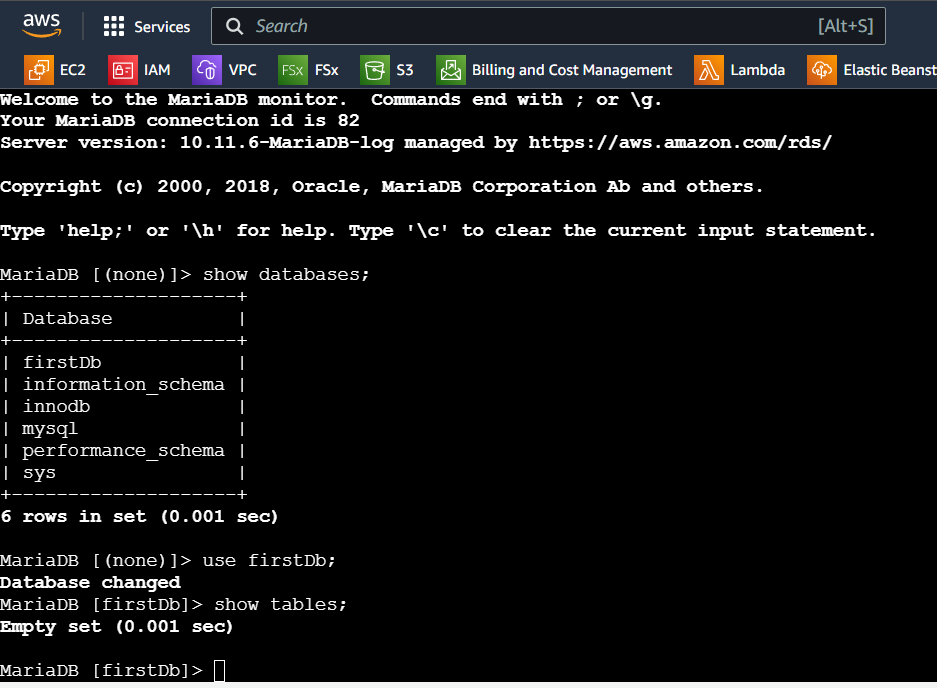 aws Services Search [Alt+S]
EC2 IAM VPC FSx FSx S3 Billing and Cost Management Lambda Elastic Beanst
Welcome to the MariaDB monitor.  Commands end with ; or \g.
Your MariaDB connection id is 82
Server version: 10.11.6-MariaDB-log managed by https://aws.amazon.com/rds/
Copyright (c) 2000, 2018, Oracle, MariaDB Corporation Ab and others.
Type 'help;' or '\h' for help. Type '\c' to clear the current input statement.
MariaDB [(none)]> show databases;
+--------------------+
| Database           |
+--------------------+
| firstDb            |
| information_schema |
| innodb             |
| mysql              |
| performance_schema |
| sys                |
+--------------------+
6 rows in set (0.001 sec)
MariaDB [(none)]> use firstDb;
Database changed
MariaDB [firstDb]> show tables;
Empty set (0.001 sec)
MariaDB [firstDb]>